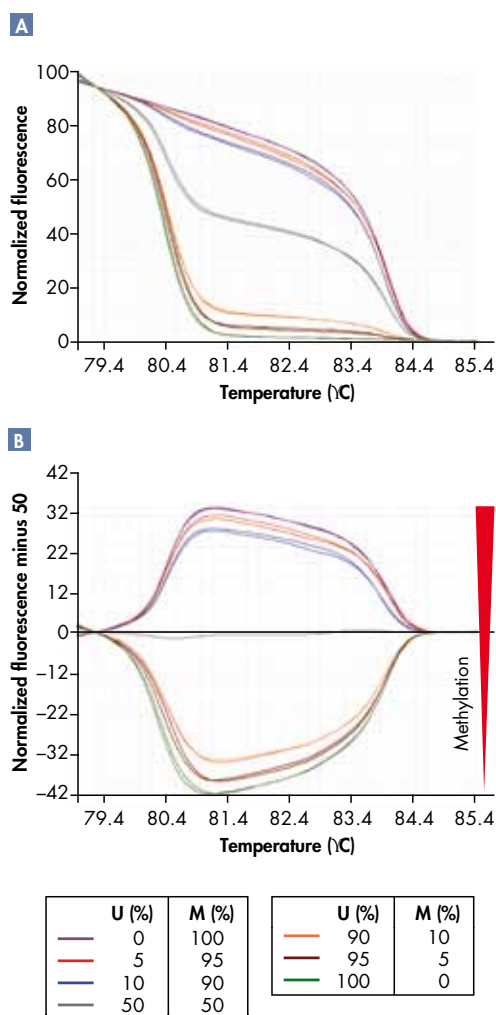 A
Normalized fluorescence
100
80
60
40
20
0
79.4 80.4 81.4 82.4 83.4 84.4 85.4
Temperature (ƳC)
B
Normalized fluorescence minus 50
42
32
22
12
0
–12
–22
–32
–42
Methylation
79.4 80.4 81.4 82.4 83.4 84.4 85.4
Temperature (ƳC)
U (%) M (%)
0 100
5 95
10 90
50 50
U (%) M (%)
90 10
95 5
100 0